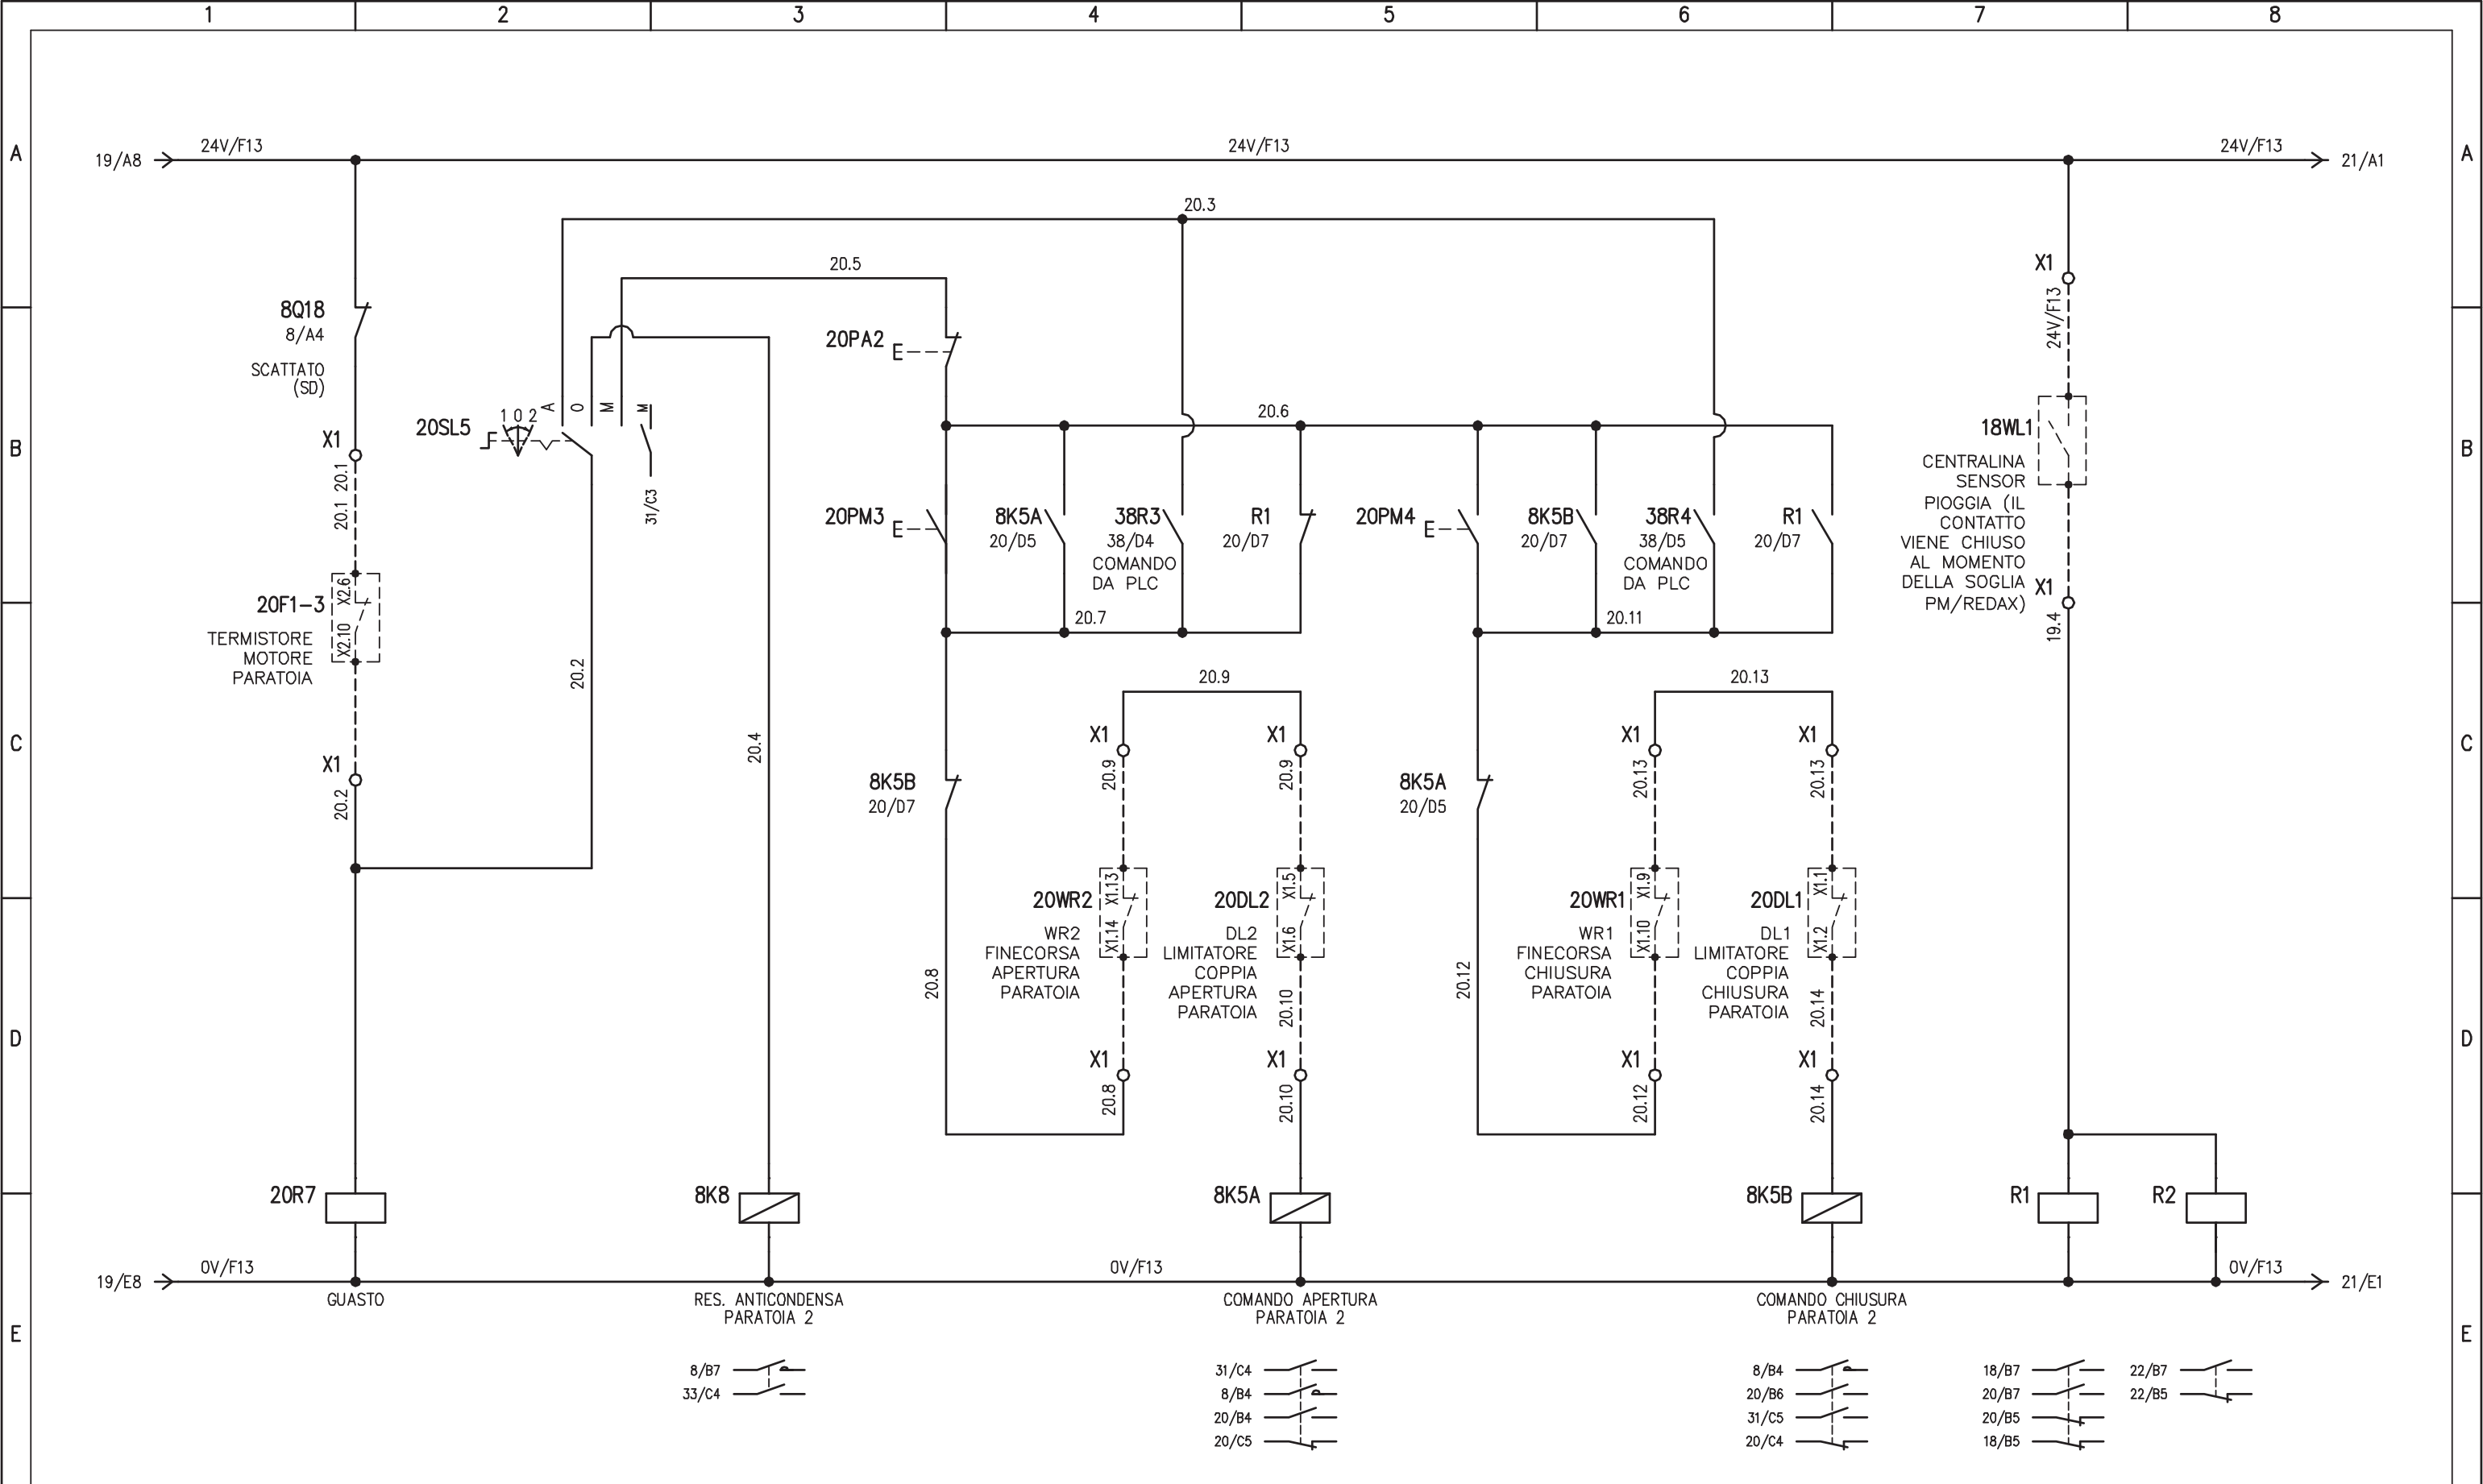 1 2 3 4 5 6 7 8
A A
19/A8 24V/F13 24V/F13 24V/F13 21/A1
20.3
20.5
X1
24V/F13
8Q18
8/A4
SCATTATO
(SD)
20PA2
A O M M
1 0 2
20SL5
20.6
B B
X1
20.1 20.1
31/C3
18WL1
CENTRALINA
SENSOR
PIOGGIA (IL
CONTATTO
VIENE CHIUSO
AL MOMENTO
DELLA SOGLIA
PM/REDAX)
X1
19.4
20PM3
8K5A
20/D5
38R3
38/D4
COMANDO
DA PLC
R1
20/D7
20PM4
8K5B
20/D7
38R4
38/D5
COMANDO
DA PLC
R1
20/D7
20F1-3
X2.6
X2.10
TERMISTORE
MOTORE
PARATOIA
20.7
20.11
20.2
20.9
20.13
C C
X1
20.2
20.4
X1
20.9
X1
20.9
X1
20.13
X1
20.13
8K5B
20/D7
8K5A
20/D5
20WR2
X1.13
X1.14
WR2
FINECORSA
APERTURA
PARATOIA
20DL2
X1.5
X1.6
DL2
LIMITATORE
COPPIA
APERTURA
PARATOIA
20WR1
X1.9
X1.10
WR1
FINECORSA
CHIUSURA
PARATOIA
20DL1
X1.1
X1.2
DL1
LIMITATORE
COPPIA
CHIUSURA
PARATOIA
20.8
20.10
20.12
20.14
D D
X1
20.8
X1
20.10
X1
20.12
X1
20.14
20R7 8K8 8K5A 8K5B R1 R2
19/E8 0V/F13 0V/F13 0V/F13 21/E1
GUASTO
RES. ANTICONDENSA
PARATOIA 2
COMANDO APERTURA
PARATOIA 2
COMANDO CHIUSURA
PARATOIA 2
E E
8/B7
33/C4
31/C4
8/B4
20/B4
20/C5
8/B4
20/B6
31/C5
20/C4
18/B7
20/B7
20/B5
18/B5
22/B7
22/B5